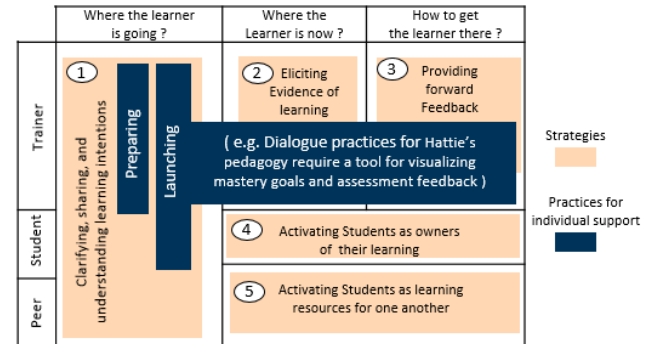 Where the learner
is going ?
Where the
Learner is now ?
How to get
the learner there ?
Trainer
Student
Peer
1
Clarifying, sharing, and
understanding learning intentions
Preparing
Launching
2
Eliciting
Evidence of
learning
3
Providing
forward
Feedback
( e.g. Dialogue practices for Hattie’s
pedagogy require a tool for visualizing
mastery goals and assessment feedback )
4
Activating Students as owners
of their learning
5
Activating Students as learning
resources for one another
Strategies
Practices for
individual support